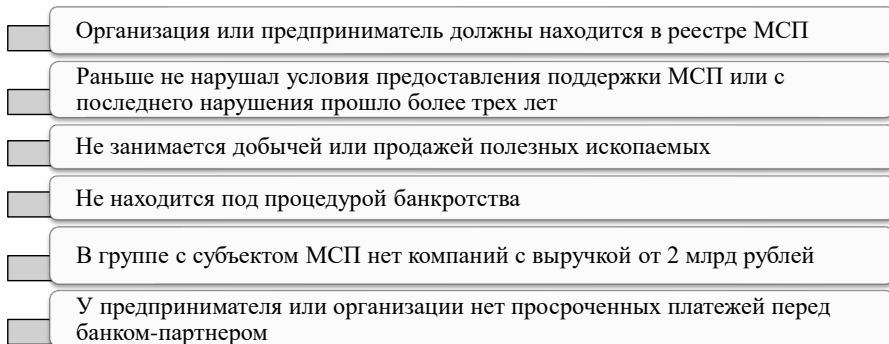 Организация или предприниматель должны находится в реестре МСП
Раньше не нарушал условия предоставления поддержки МСП или с
последнего нарушения прошло более трех лет
Не занимается добычей или продажей полезных ископаемых
Не находится под процедурой банкротства
В группе с субъектом МСП нет компаний с выручкой от 2 млрд рублей
У предпринимателя или организации нет просроченных платежей перед
банком-партнером